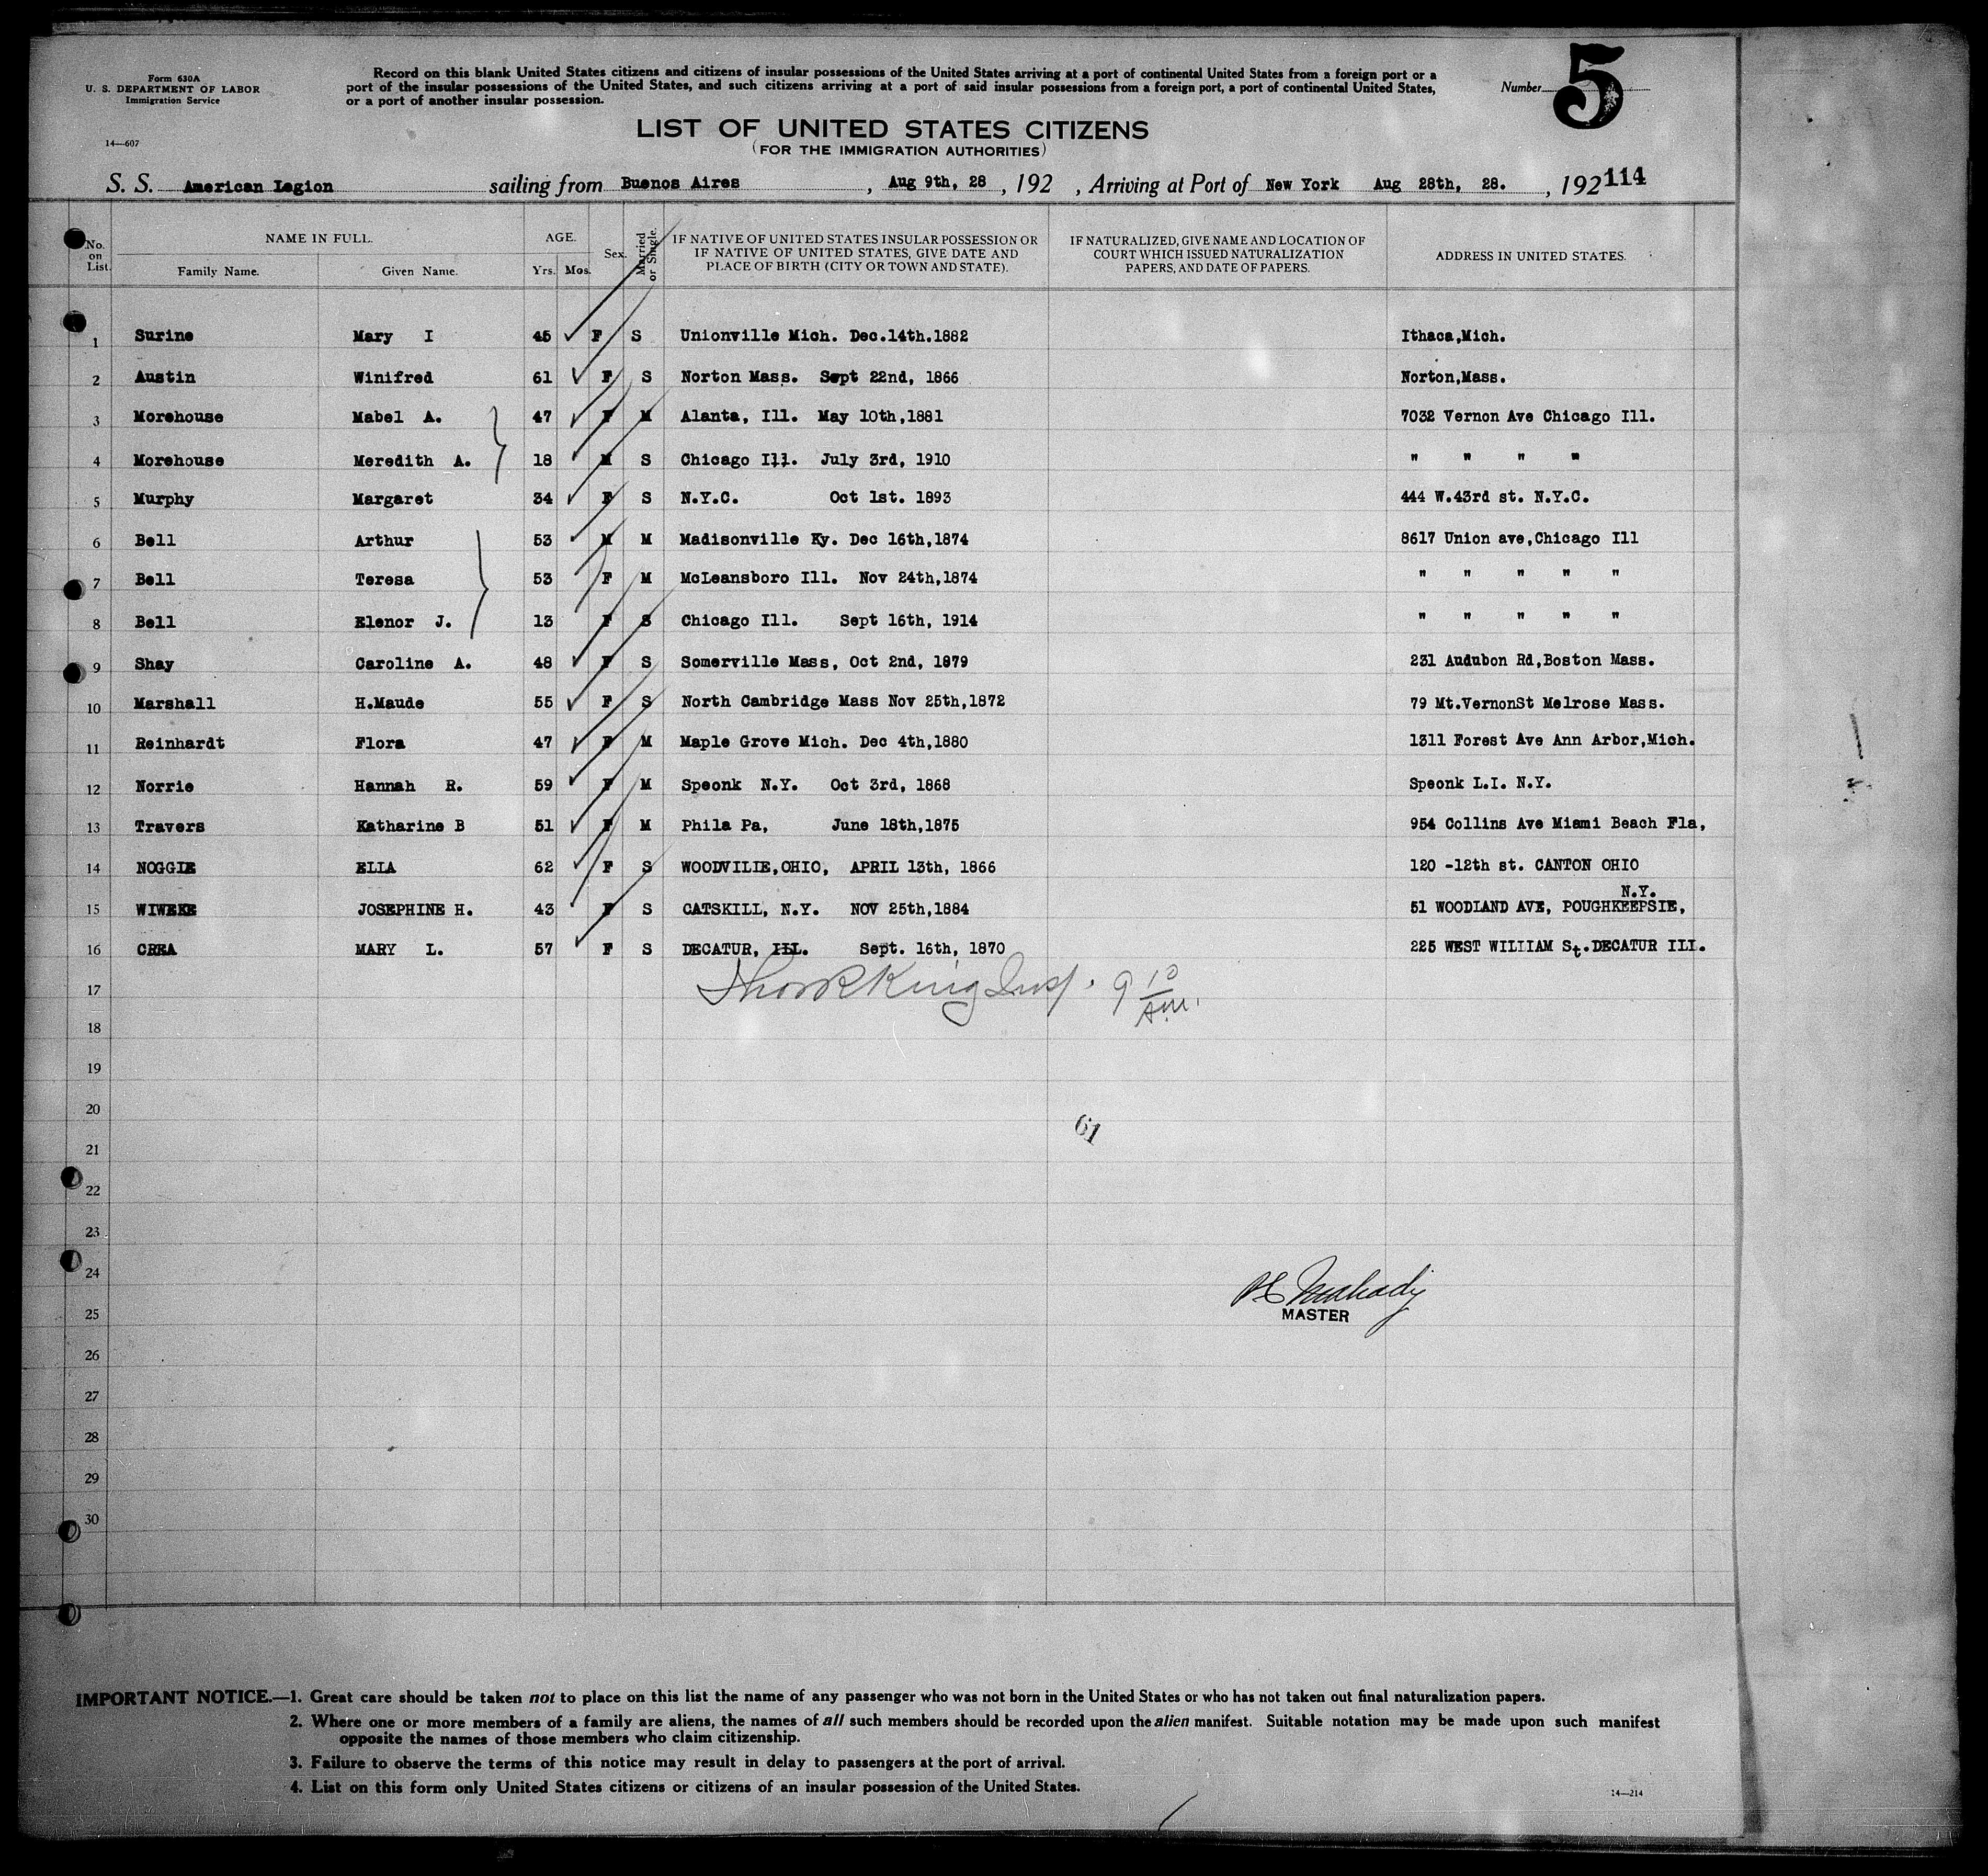 Form 630A
U. S. DEPARTMENT OF LABOR
Immigration Service
14—607
Record on this blank United States citizens and citizens of insular possessions of the United States arriving at a port of continental United States from a foreign port or a
port of the insular possessions of the United States, and such citizens arriving at a port of said insular possessions from a foreign port, a port of continental United States,
or a port of another insular possession.
Number 5
LIST OF UNITED STATES CITIZENS
(FOR THE IMMIGRATION AUTHORITIES)
S. S. American Legion sailing from Buenos Aires, Aug 9th, 28, 192 , Arriving at Port of New York Aug 28th, 28., 192 114
No. on List. NAME IN FULL. Family Name. Given Name. AGE. Yrs. Mos. Sex. Married or Single. IF NATIVE OF UNITED STATES INSULAR POSSESSION OR IF NATIVE OF UNITED STATES, GIVE DATE AND PLACE OF BIRTH (CITY OR TOWN AND STATE). IF NATURALIZED, GIVE NAME AND LOCATION OF COURT WHICH ISSUED NATURALIZATION PAPERS, AND DATE OF PAPERS. ADDRESS IN UNITED STATES.
1 Surine Mary I 45 F S Unionville Mich. Dec.14th.1882 Ithaca,Mich.
2 Austin Winifred 61 F S Norton Mass. Sept 22nd, 1866 Norton,Mass.
3 Morehouse Mabel A. 47 F M Alanta, Ill. May 10th,1881 7032 Vernon Ave Chicago Ill.
4 Morehouse Meredith A. 18 M S Chicago Ill. July 3rd, 1910 " " " "
5 Murphy Margaret 34 F S N.Y.C. Oct 1st. 1893 444 W.43rd st. N.Y.C.
6 Bell Arthur 53 M M Madisonville Ky. Dec 16th,1874 8617 Union ave,Chicago Ill
7 Bell Teresa 53 F M McLeansboro Ill. Nov 24th,1874 " " " " "
8 Bell Elenor J. 13 F S Chicago Ill. Sept 16th, 1914 " " " " "
9 Shay Caroline A. 48 F S Somerville Mass, Oct 2nd, 1879 231 Audubon Rd,Boston Mass.
10 Marshall H.Maude 55 F S North Cambridge Mass Nov 25th,1872 79 Mt.VernonSt Melrose Mass.
11 Reinhardt Flora 47 F M Maple Grove Mich. Dec 4th,1880 1311 Forest Ave Ann Arbor,Mich.
12 Norrie Hannah R. 59 F M Speonk N.Y. Oct 3rd, 1868 Speonk L.I. N.Y.
13 Travers Katharine B 51 F M Phila Pa, June 18th,1875 954 Collins Ave Miami Beach Fla,
14 NOGGLE ELLA 62 F S WOODVILLE,OHIO, APRIL 13th, 1866 120 -12th st. CANTON OHIO
15 WIWEKE JOSEPHINE H. 43 F S CATSKILL, N.Y. NOV 25th,1884 51 WOODLAND AVE, POUGHKEEPSIE, N.Y.
16 CREA MARY L. 57 F S DECATUR, ILL. Sept. 16th, 1870 225 WEST WILLIAM St.DECATUR ILL.
17 King Insp. 9 10 AM.
18
19
20
61
21
22
23
24
25 MASTER
26
27
28
29
30
IMPORTANT NOTICE.—1. Great care should be taken not to place on this list the name of any passenger who was not born in the United States or who has not taken out final naturalization papers.
2. Where one or more members of a family are aliens, the names of all such members should be recorded upon the alien manifest. Suitable notation may be made upon such manifest
opposite the names of those members who claim citizenship.
3. Failure to observe the terms of this notice may result in delay to passengers at the port of arrival.
4. List on this form only United States citizens or citizens of an insular possession of the United States.
14—214